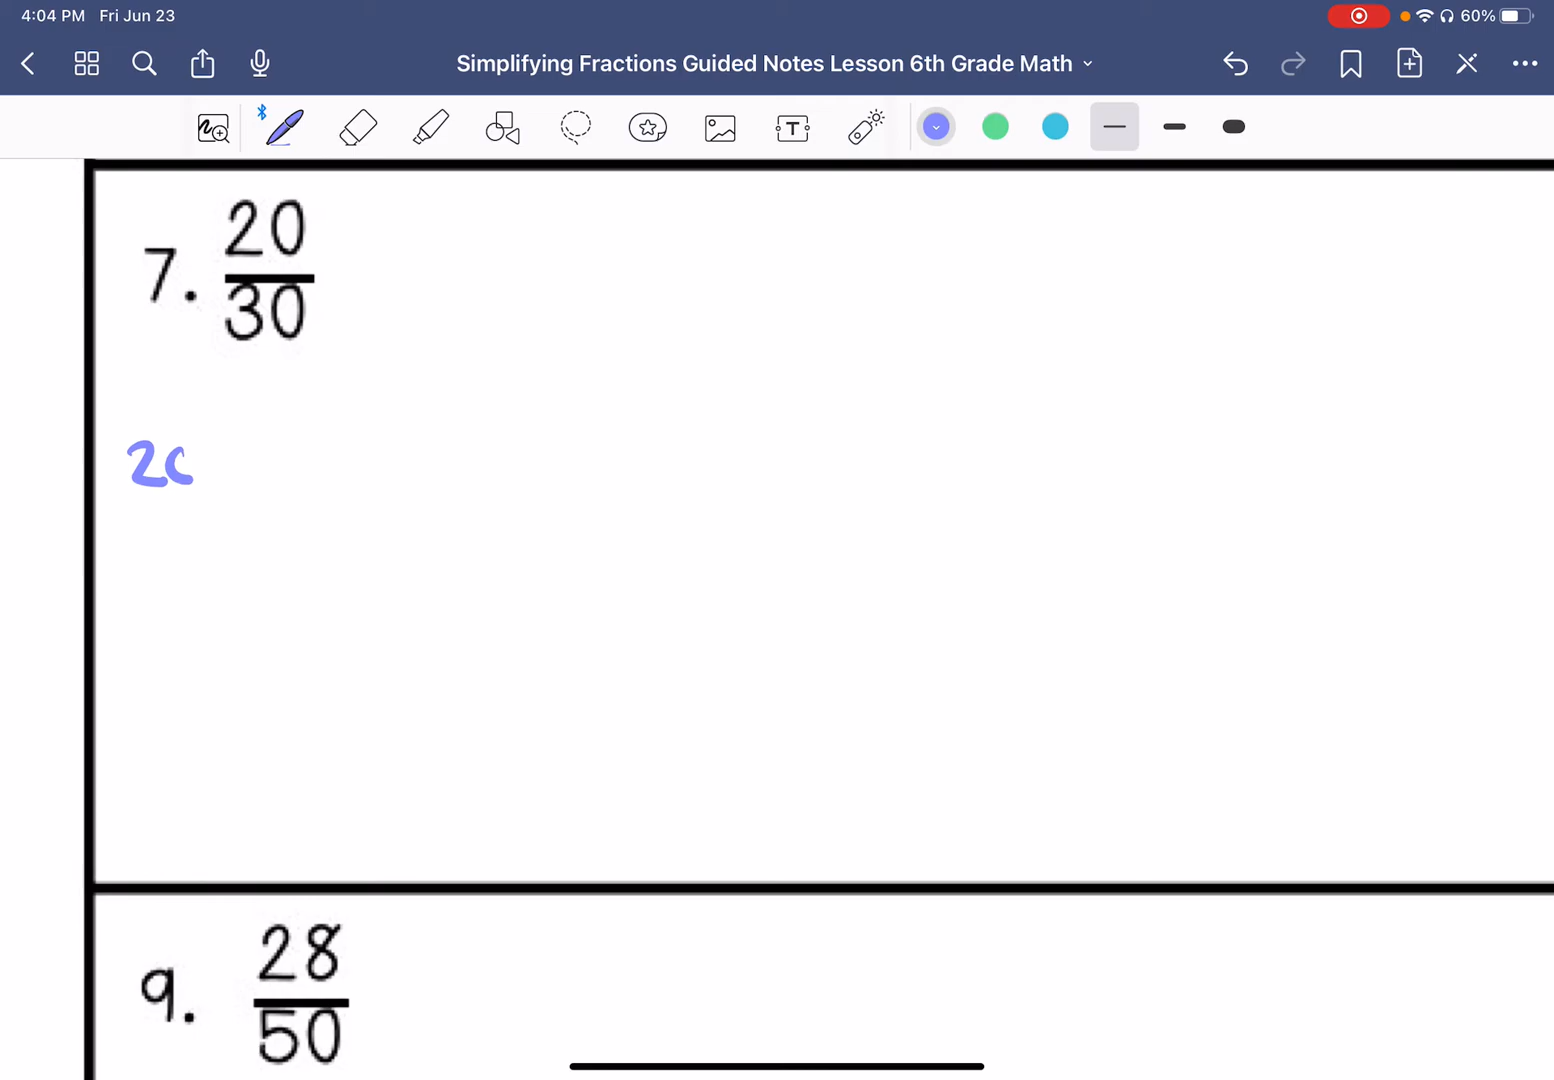 4:04 PM Fri Jun 23
60%
Simplifying Fractions Guided Notes Lesson 6th Grade Math
T
7. 20
30
9. 28
50